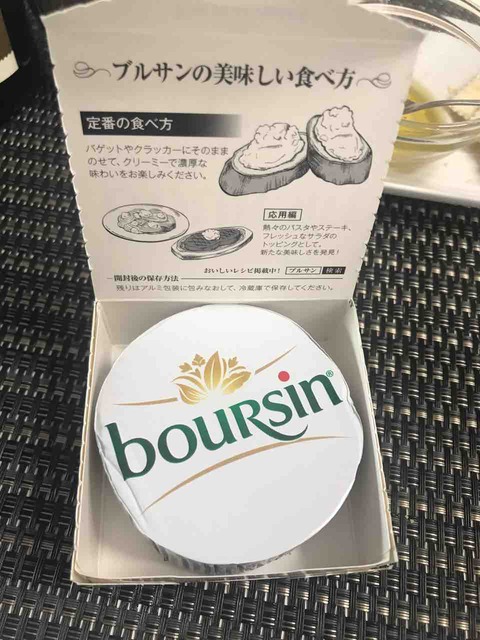 ブルサンの美味しい食べ方
定番の食べ方
バゲットやクラッカーにそのまま
のせて、クリーミーで濃厚な
味わいをお楽しみください。
応用編
熱々のパスタやステーキ、
フレッシュなサラダの
トッピングとして。
新たな美味しさを発見!
おいしいレシピ掲載中! ブルサン 検索
開封後の保存方法
残りはアルミ包装に包みなおして、冷蔵庫で保存してください。
boursin®